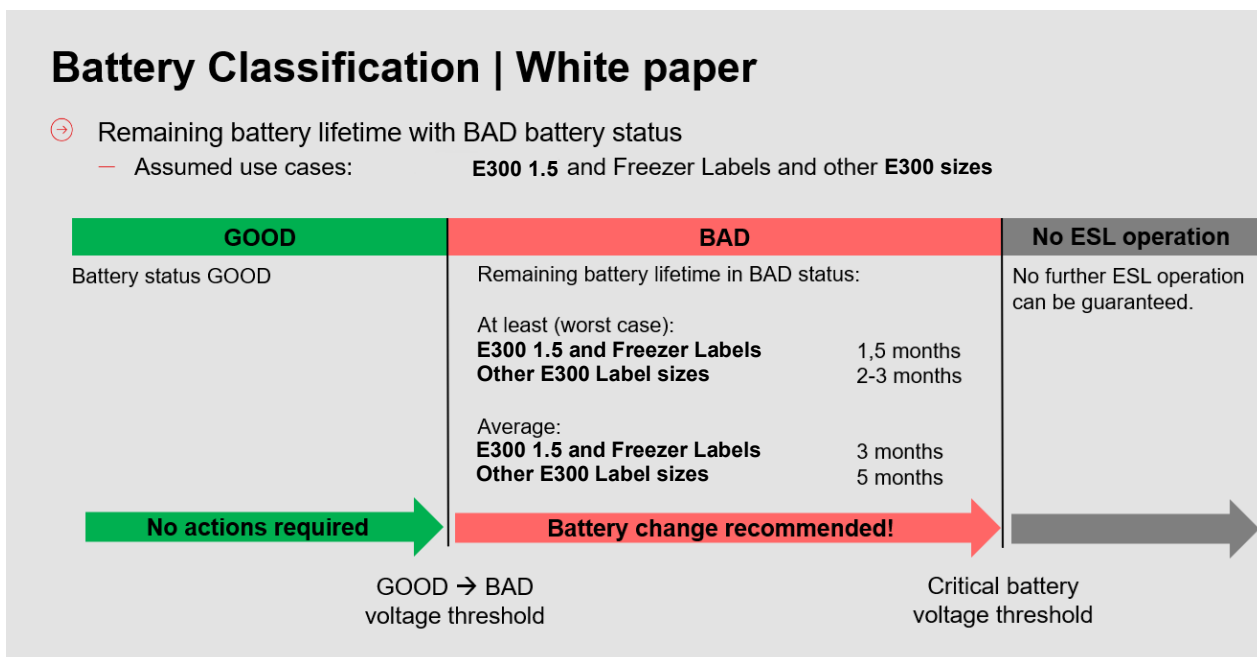 Battery Classification | White paper
Remaining battery lifetime with BAD battery status
– Assumed use cases: E300 1.5 and Freezer Labels and other E300 sizes
GOOD
BAD
No ESL operation
Battery status GOOD
Remaining battery lifetime in BAD status:
At least (worst case):
E300 1.5 and Freezer Labels 1,5 months
Other E300 Label sizes 2-3 months
Average:
E300 1.5 and Freezer Labels 3 months
Other E300 Label sizes 5 months
No further ESL operation
can be guaranteed.
No actions required
Battery change recommended!
GOOD → BAD
voltage threshold
Critical battery
voltage threshold